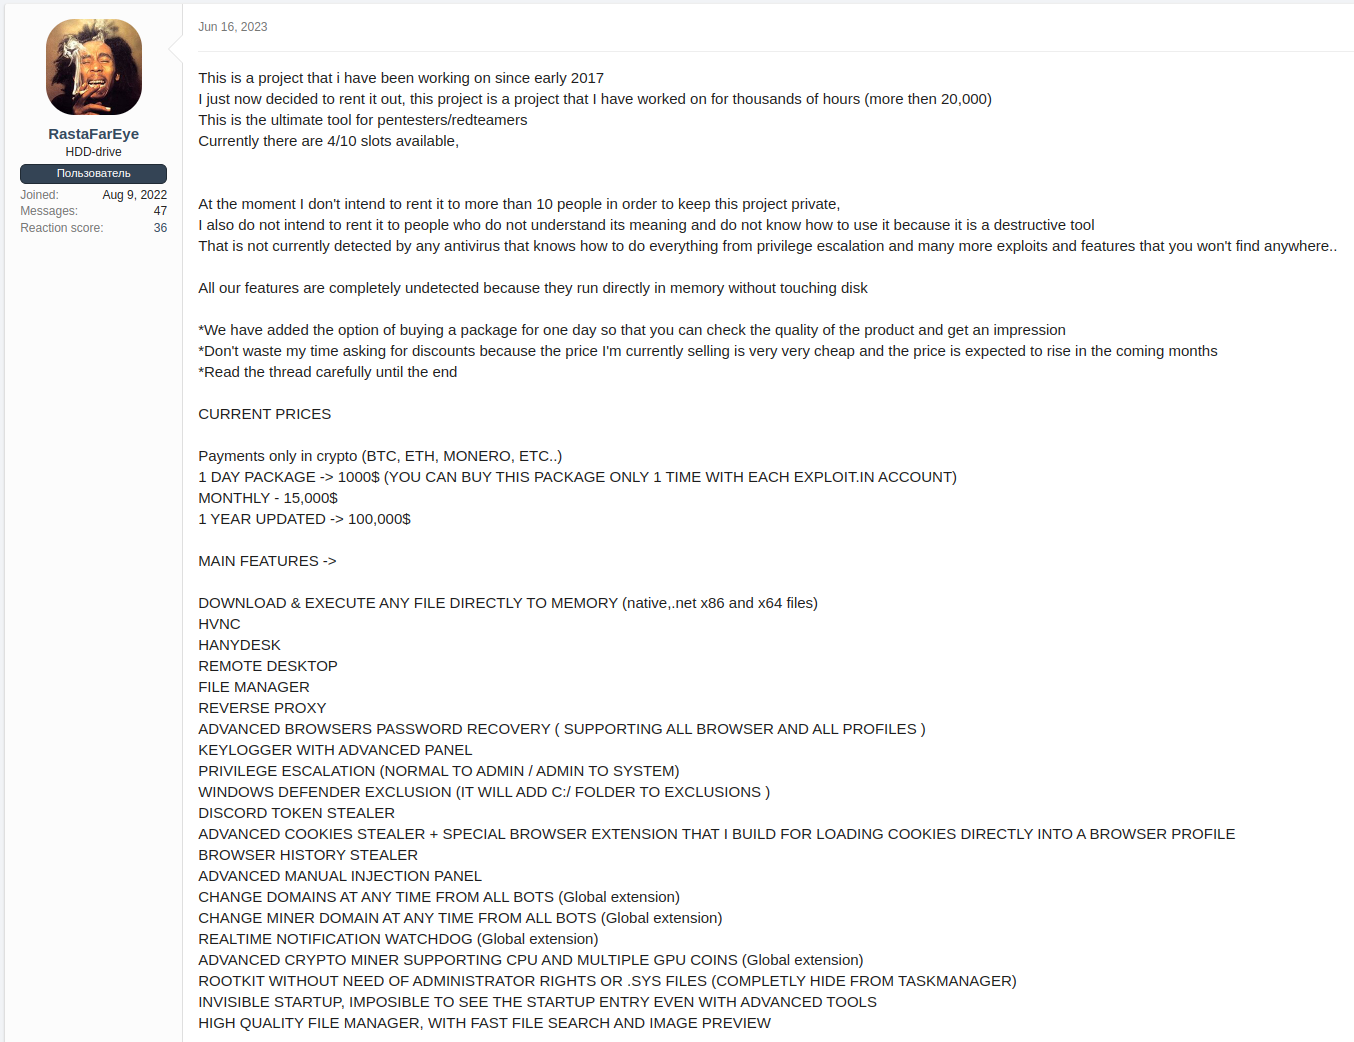 Jun 16, 2023
RastaFarEye
HDD-drive
Пользователь
Joined: Aug 9, 2022
Messages: 47
Reaction score: 36
This is a project that i have been working on since early 2017
I just now decided to rent it out, this project is a project that I have worked on for thousands of hours (more then 20,000)
This is the ultimate tool for pentesters/redteamers
Currently there are 4/10 slots available,
At the moment I don't intend to rent it to more than 10 people in order to keep this project private,
I also do not intend to rent it to people who do not understand its meaning and do not know how to use it because it is a destructive tool
That is not currently detected by any antivirus that knows how to do everything from privilege escalation and many more exploits and features that you won't find anywhere..
All our features are completely undetected because they run directly in memory without touching disk
*We have added the option of buying a package for one day so that you can check the quality of the product and get an impression
*Don't waste my time asking for discounts because the price I'm currently selling is very very cheap and the price is expected to rise in the coming months
*Read the thread carefully until the end
CURRENT PRICES
Payments only in crypto (BTC, ETH, MONERO, ETC..)
1 DAY PACKAGE -> 1000$ (YOU CAN BUY THIS PACKAGE ONLY 1 TIME WITH EACH EXPLOIT.IN ACCOUNT)
MONTHLY - 15,000$
1 YEAR UPDATED -> 100,000$
MAIN FEATURES ->
DOWNLOAD & EXECUTE ANY FILE DIRECTLY TO MEMORY (native,.net x86 and x64 files)
HVNC
HANYDESK
REMOTE DESKTOP
FILE MANAGER
REVERSE PROXY
ADVANCED BROWSERS PASSWORD RECOVERY ( SUPPORTING ALL BROWSER AND ALL PROFILES )
KEYLOGGER WITH ADVANCED PANEL
PRIVILEGE ESCALATION (NORMAL TO ADMIN / ADMIN TO SYSTEM)
WINDOWS DEFENDER EXCLUSION (IT WILL ADD C:/ FOLDER TO EXCLUSIONS )
DISCORD TOKEN STEALER
ADVANCED COOKIES STEALER + SPECIAL BROWSER EXTENSION THAT I BUILD FOR LOADING COOKIES DIRECTLY INTO A BROWSER PROFILE
BROWSER HISTORY STEALER
ADVANCED MANUAL INJECTION PANEL
CHANGE DOMAINS AT ANY TIME FROM ALL BOTS (Global extension)
CHANGE MINER DOMAIN AT ANY TIME FROM ALL BOTS (Global extension)
REALTIME NOTIFICATION WATCHDOG (Global extension)
ADVANCED CRYPTO MINER SUPPORTING CPU AND MULTIPLE GPU COINS (Global extension)
ROOTKIT WITHOUT NEED OF ADMINISTRATOR RIGHTS OR .SYS FILES (COMPLETLY HIDE FROM TASKMANAGER)
INVISIBLE STARTUP, IMPOSIBLE TO SEE THE STARTUP ENTRY EVEN WITH ADVANCED TOOLS
HIGH QUALITY FILE MANAGER, WITH FAST FILE SEARCH AND IMAGE PREVIEW